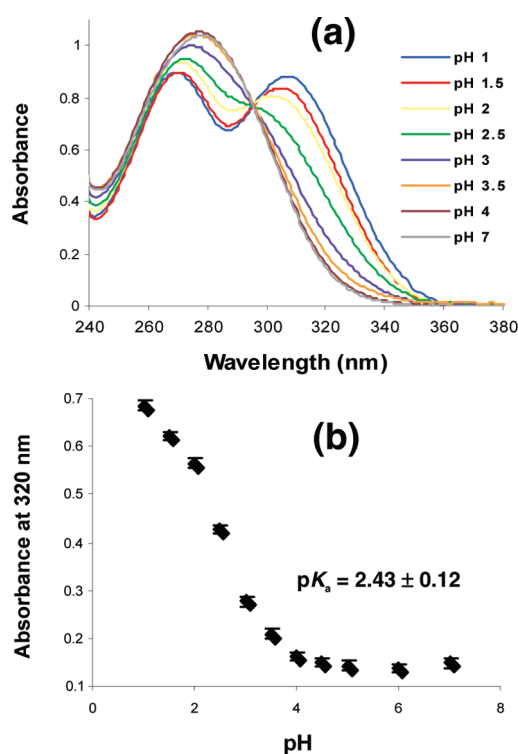 (a)
1
0.8
0.6
0.4
0.2
0
Absorbance
240 260 280 300 320 340 360 380
Wavelength (nm)
pH 1
pH 1.5
pH 2
pH 2.5
pH 3
pH 3.5
pH 4
pH 7
(b)
0.7
0.6
0.5
0.4
0.3
0.2
0.1
Absorbance at 320 nm
pKa = 2.43 ± 0.12
0 2 4 6 8
pH